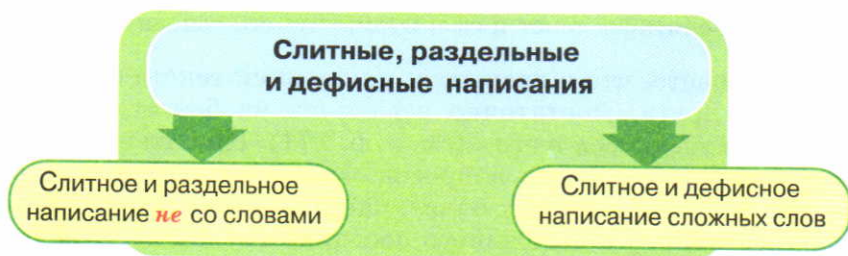 Слитные, раздельные
и дефисные написания
Слитное и раздельное
написание не со словами
Слитное и дефисное
написание сложных слов